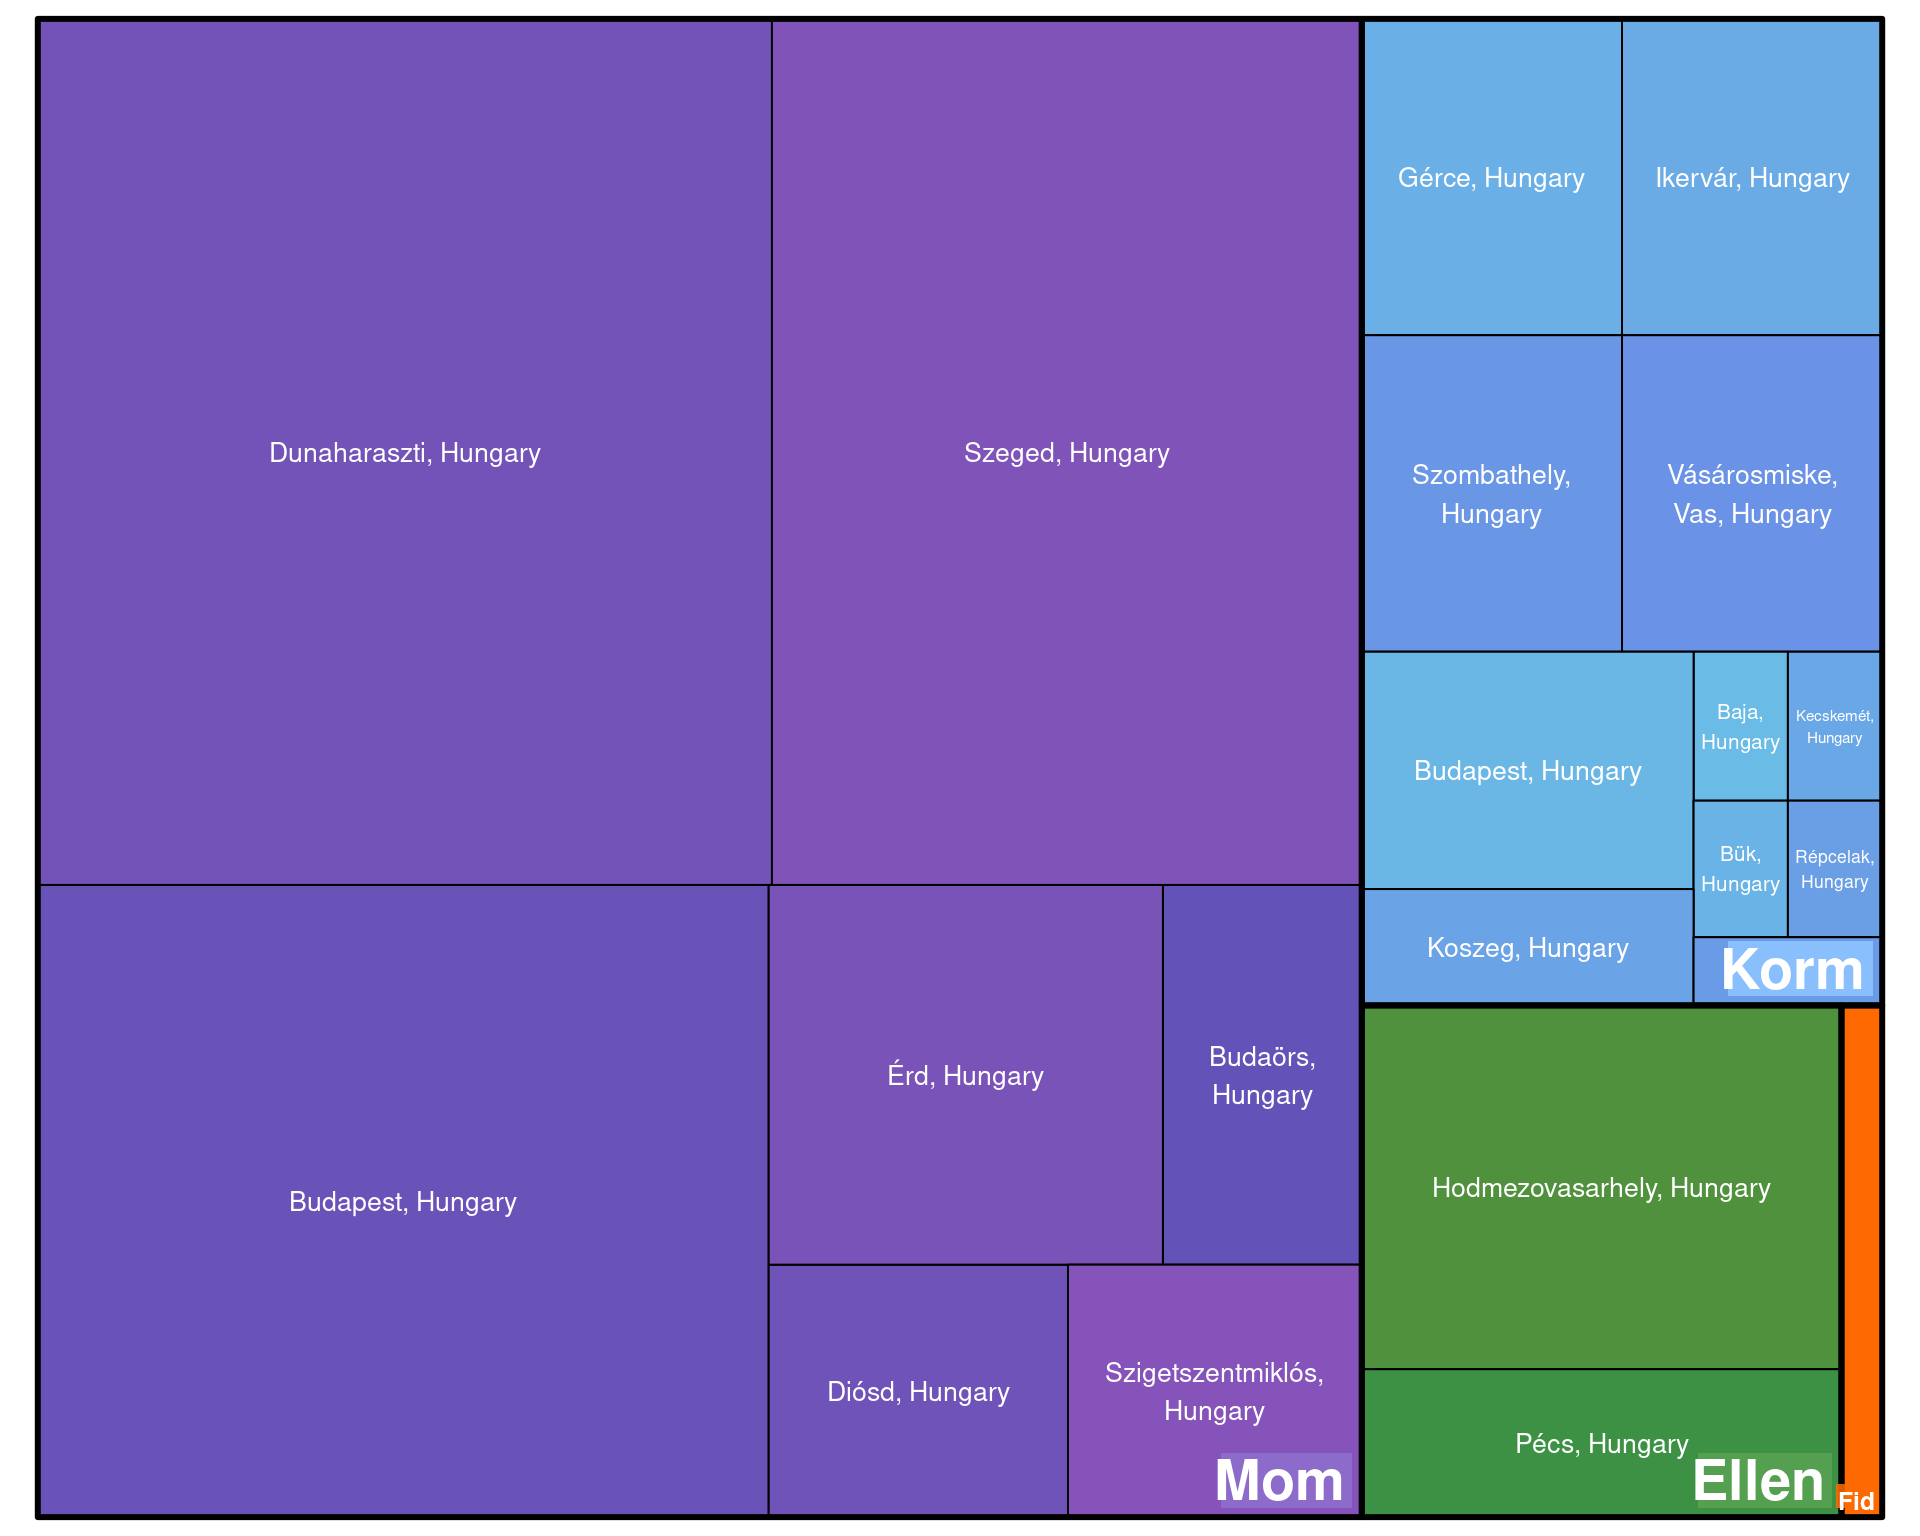 Dunaharaszti, Hungary
Szeged, Hungary
Budapest, Hungary
Érd, Hungary
Budaörs,
Hungary
Diósd, Hungary
Szigetszentmiklós,
Hungary
Mom
Gérce, Hungary
Ikervár, Hungary
Szombathely,
Hungary
Vásárosmiske,
Vas, Hungary
Budapest, Hungary
Baja,
Hungary
Kecskemét,
Hungary
Bük,
Hungary
Répcelak,
Hungary
Koszeg, Hungary
Korm
Hodmezovasarhely, Hungary
Pécs, Hungary
Ellen
Fid